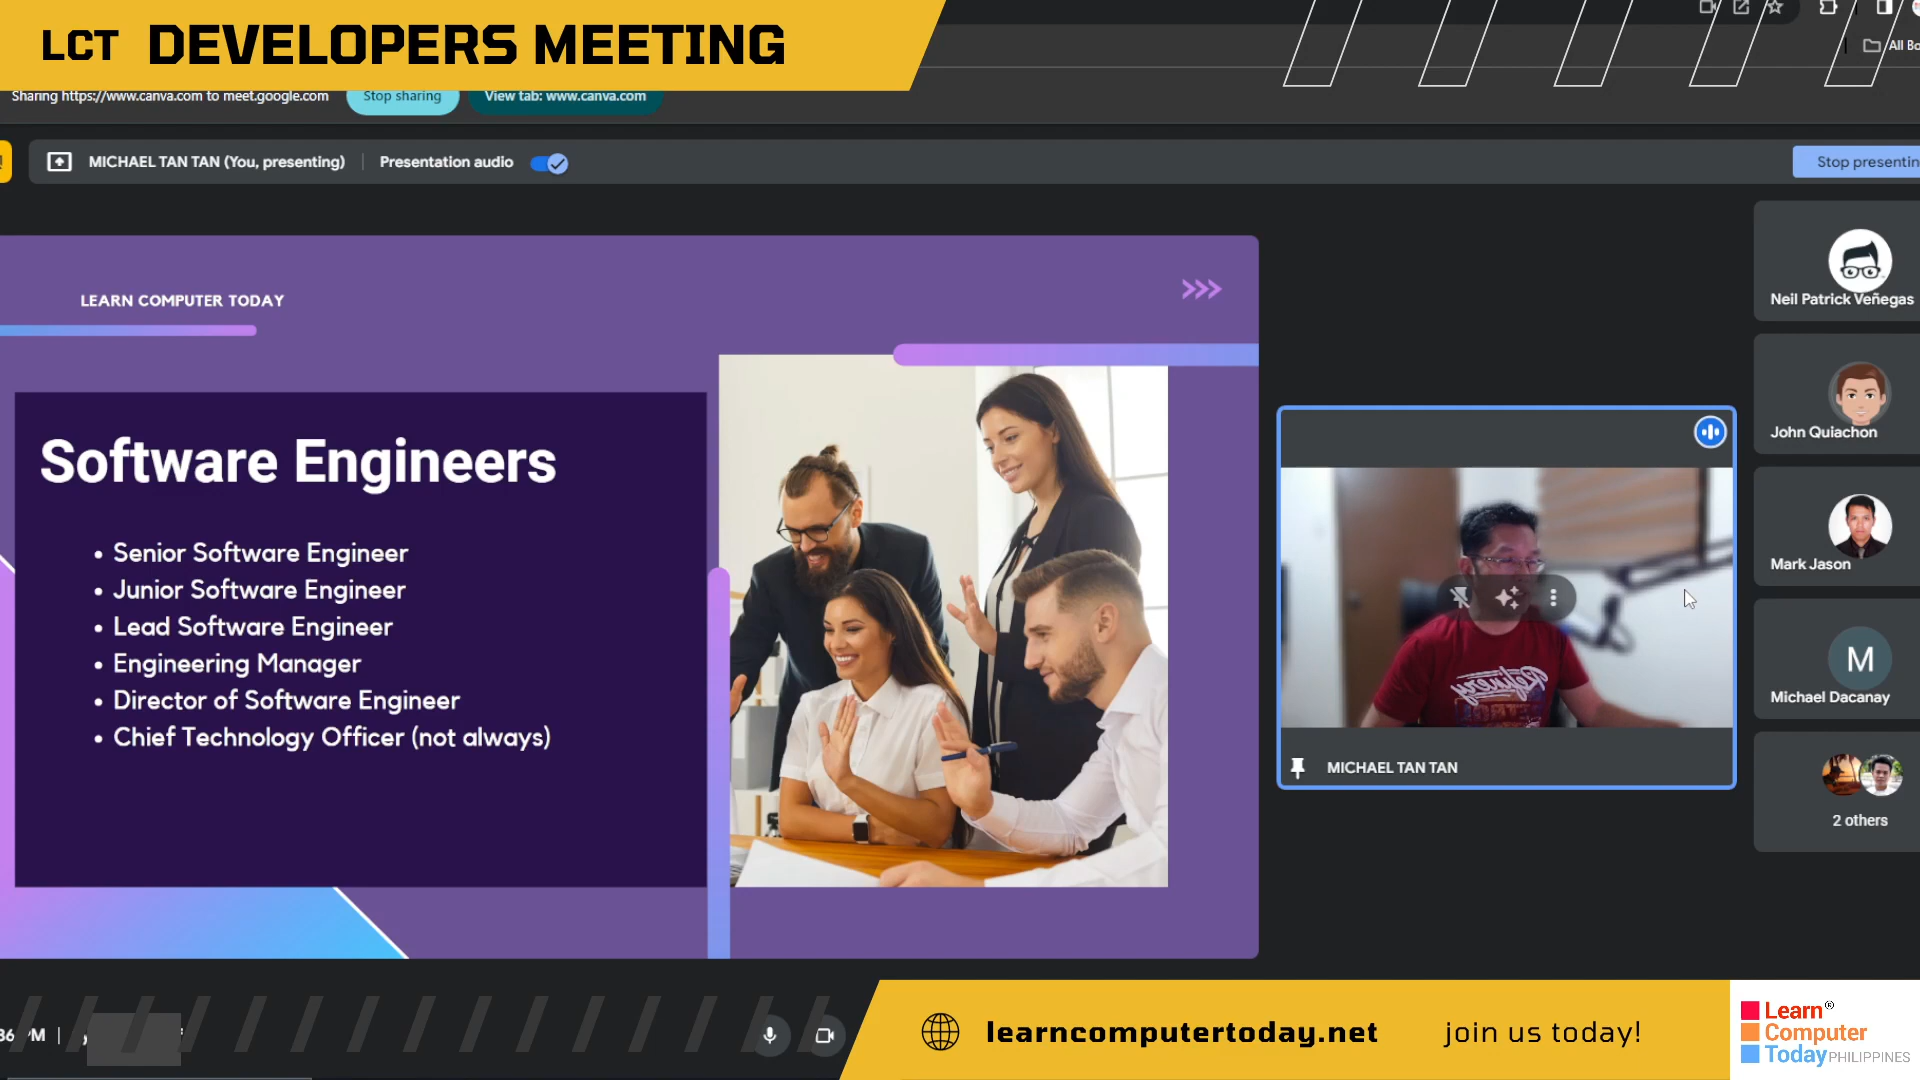 LCT DEVELOPERS MEETING
All Bo
Sharing https://www.canva.com to meet.google.com
Stop sharing
View tab: www.canva.com
MICHAEL TAN TAN (You, presenting)
Presentation audio
Stop presentin
LEARN COMPUTER TODAY
Software Engineers
• Senior Software Engineer
• Junior Software Engineer
• Lead Software Engineer
• Engineering Manager
• Director of Software Engineer
• Chief Technology Officer (not always)
MICHAEL TAN TAN
Neil Patrick Veñegas
John Quiachon
Mark Jason
M
Michael Dacanay
2 others
36 PM
learncomputertoday.net
join us today!
Learn®
Computer
Today PHILIPPINES